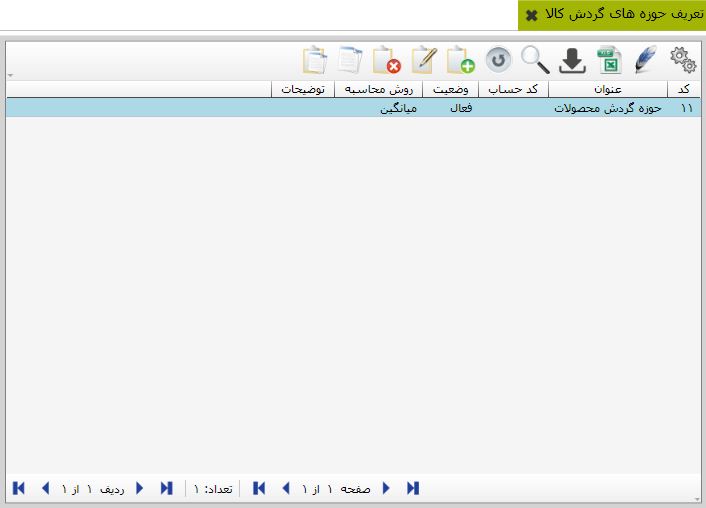 تعریف حوزه های گردش کالا
کد عنوان کد حساب وضعیت روش محاسبه توضیحات
۱۱ حوزه گردش محصولات فعال میانگین
صفحه ۱ از ۱ تعداد: ۱ ردیف ۱ از ۱